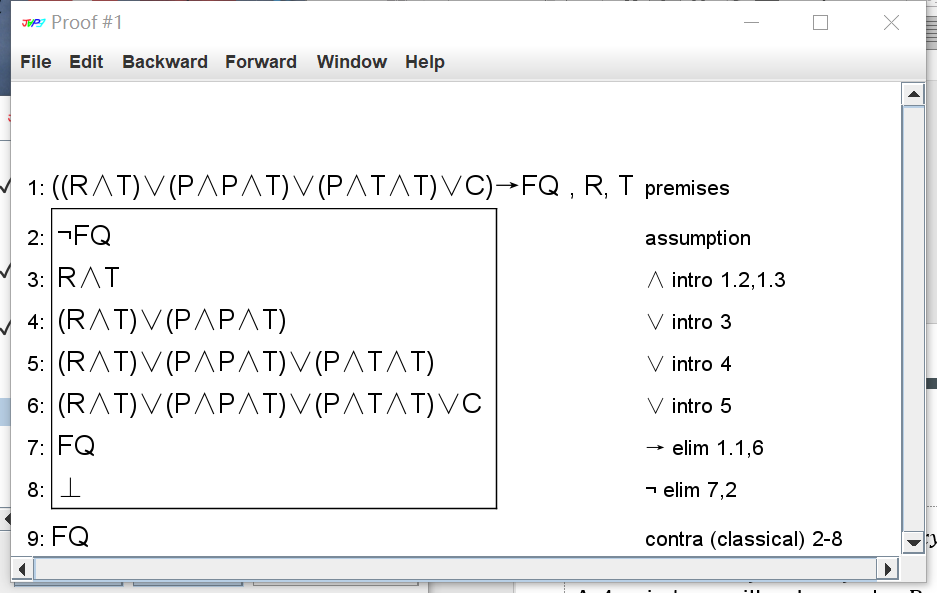 JAPE Proof #1
File Edit Backward Forward Window Help
1: ((R∧T)∨(P∧P∧T)∨(P∧T∧T)∨C)→FQ , R, T premises
2: ¬FQ assumption
3: R∧T ∧ intro 1.2,1.3
4: (R∧T)∨(P∧P∧T) ∨ intro 3
5: (R∧T)∨(P∧P∧T)∨(P∧T∧T) ∨ intro 4
6: (R∧T)∨(P∧P∧T)∨(P∧T∧T)∨C ∨ intro 5
7: FQ → elim 1.1,6
8: ⊥ ¬ elim 7,2
9: FQ contra (classical) 2-8